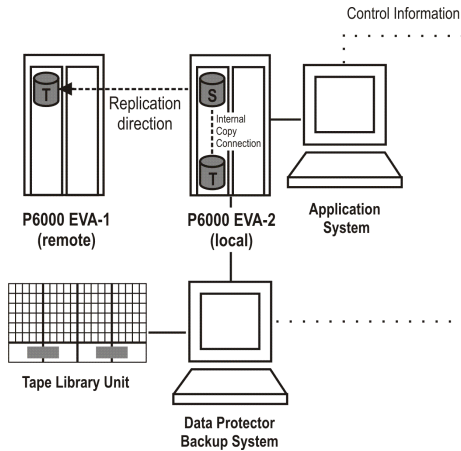 Control Information
T
S
Replication
direction
Internal
Copy
Connection
T
P6000 EVA-1
(remote)
P6000 EVA-2
(local)
Application
System
Tape Library Unit
Data Protector
Backup System